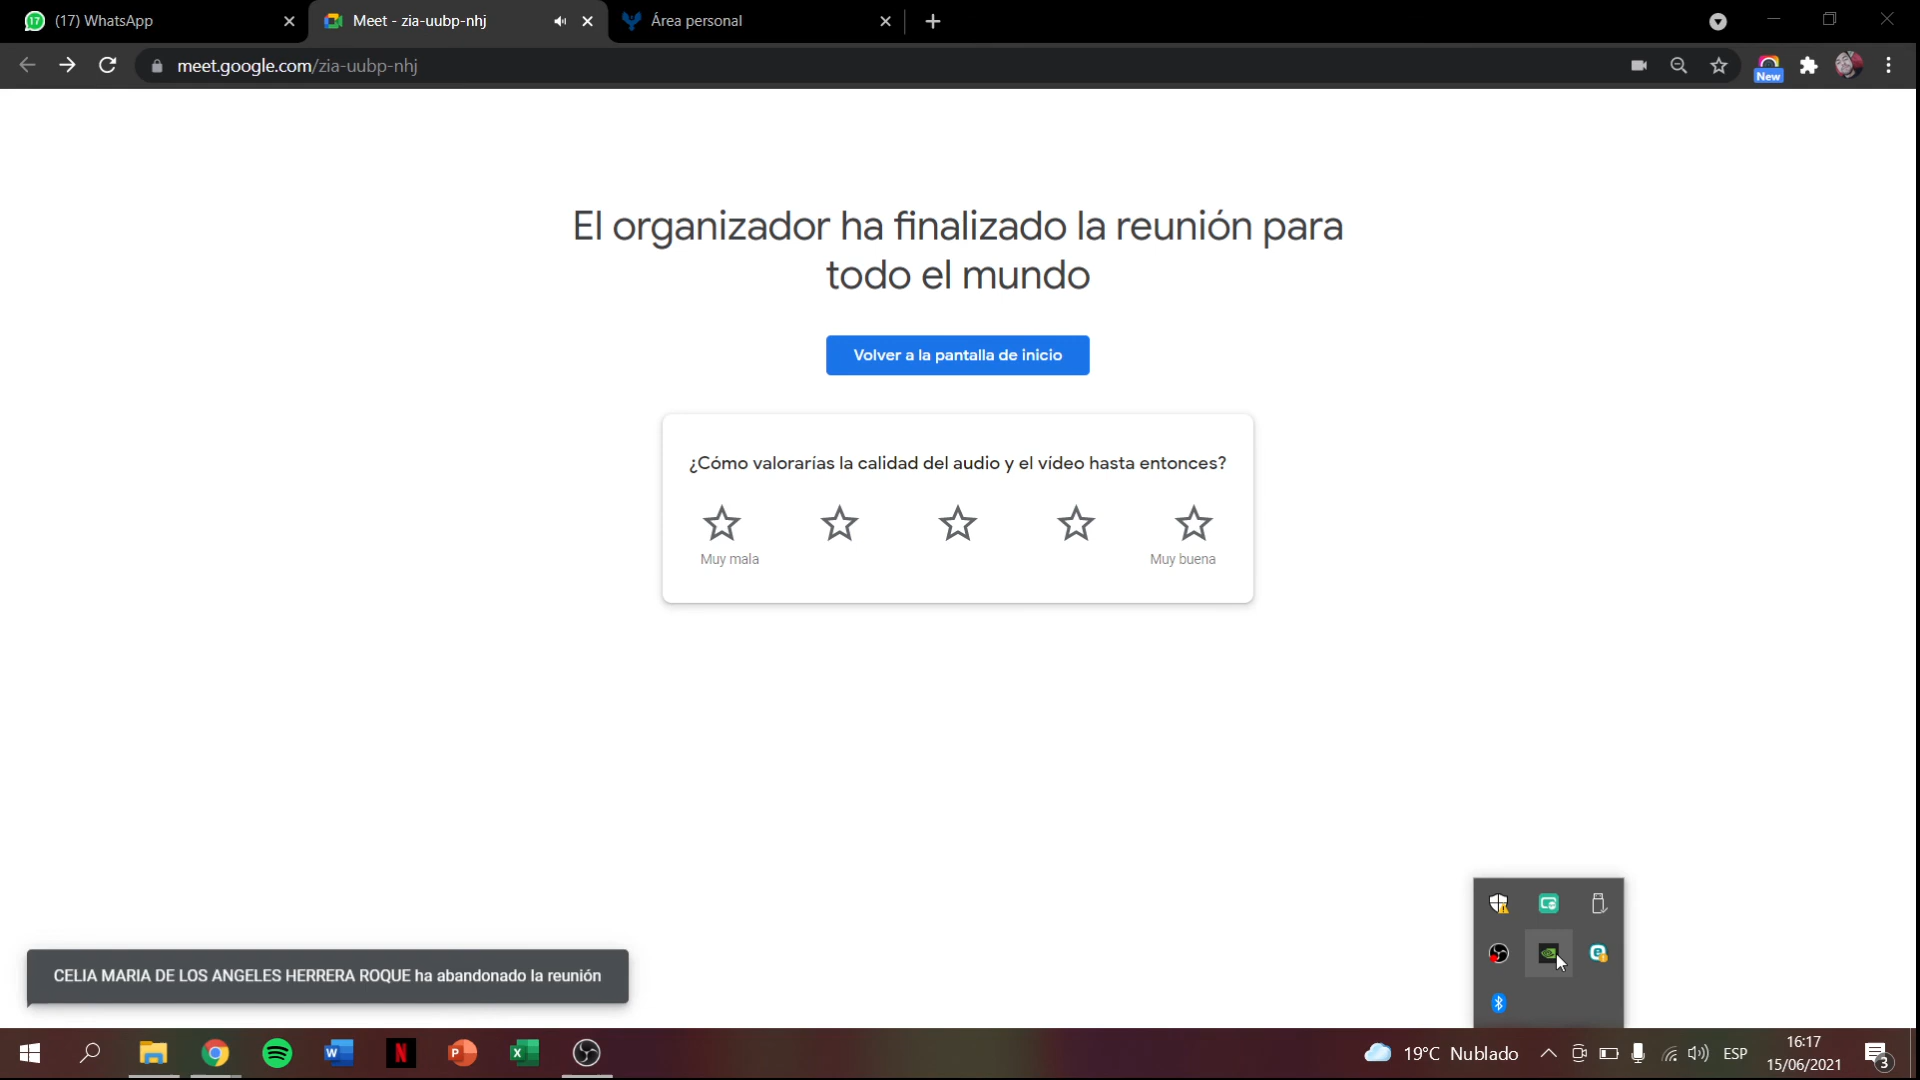 (17) WhatsApp
Meet - zia-uubp-nhj
Área personal
meet.google.com/zia-uubp-nhj
New
El organizador ha finalizado la reunión para
todo el mundo
Volver a la pantalla de inicio
¿Cómo valorarías la calidad del audio y el vídeo hasta entonces?
Muy mala
Muy buena
CELIA MARIA DE LOS ANGELES HERRERA ROQUE ha abandonado la reunión
19°C Nublado
ESP
16:17
15/06/2021
3